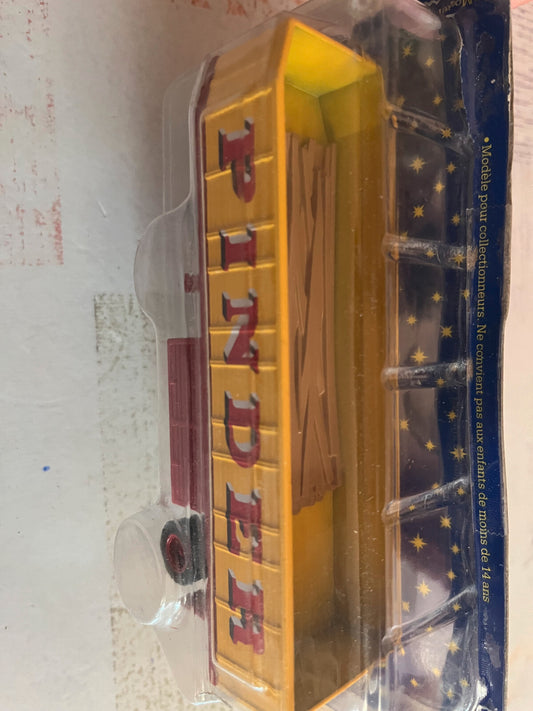 PINDER
• Modèle pour collectionneurs. Ne convient pas aux enfants de moins de 14 ans